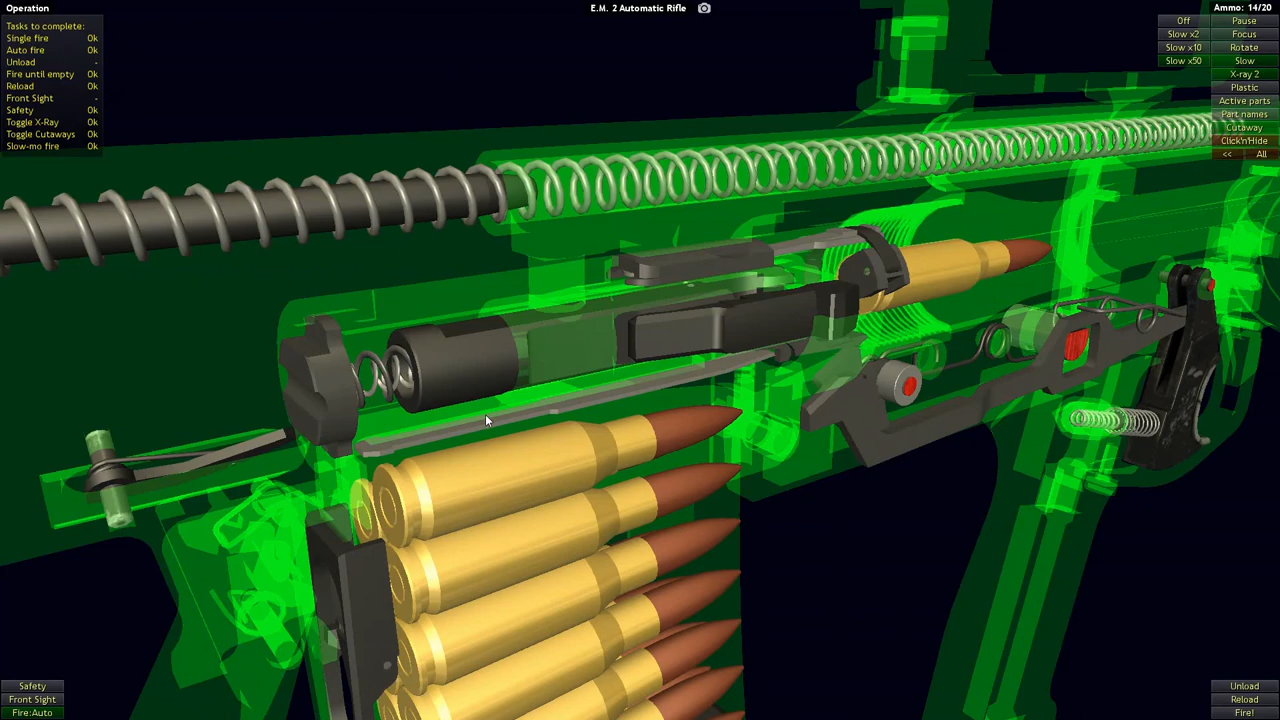 Operation
E.M. 2 Automatic Rifle
Ammo: 14/20
Tasks to complete:
Single fire Ok
Auto fire Ok
Unload -
Fire until empty Ok
Reload Ok
Front Sight -
Safety Ok
Toggle X-Ray Ok
Toggle Cutaways Ok
Slow-mo fire Ok
Off Pause
Slow x2 Focus
Slow x10 Rotate
Slow x50 Slow
X-ray 2
Plastic
Active parts
Part names
Cutaway
Click'n'Hide
<< All
Safety
Front Sight
Fire:Auto
Unload
Reload
Fire!